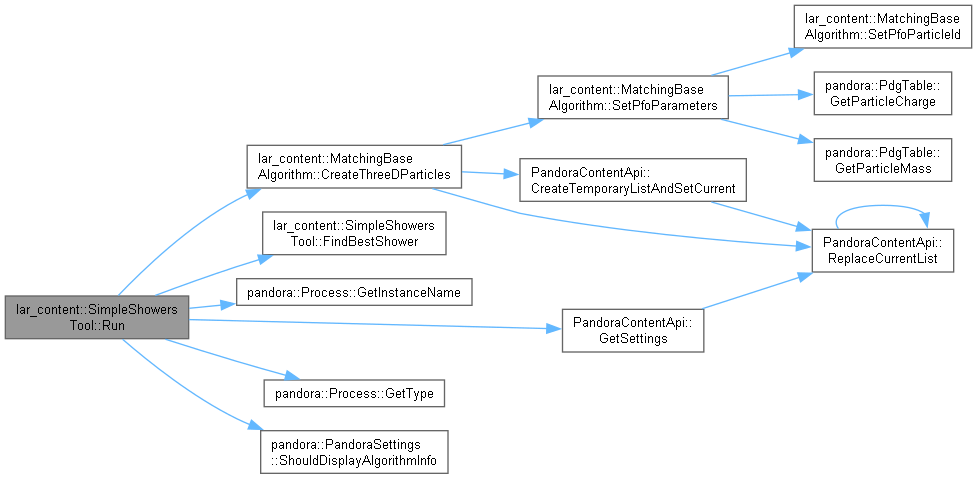 lar_content::SimpleShowers
Tool::Run
lar_content::MatchingBase
Algorithm::CreateThreeDParticles
lar_content::MatchingBase
Algorithm::SetPfoParameters
lar_content::MatchingBase
Algorithm::SetPfoParticleId
pandora::PdgTable::
GetParticleCharge
pandora::PdgTable::
GetParticleMass
PandoraContentApi::
CreateTemporaryListAndSetCurrent
PandoraContentApi::
ReplaceCurrentList
lar_content::SimpleShowers
Tool::FindBestShower
pandora::Process::GetInstanceName
PandoraContentApi::
GetSettings
pandora::Process::GetType
pandora::PandoraSettings
::ShouldDisplayAlgorithmInfo